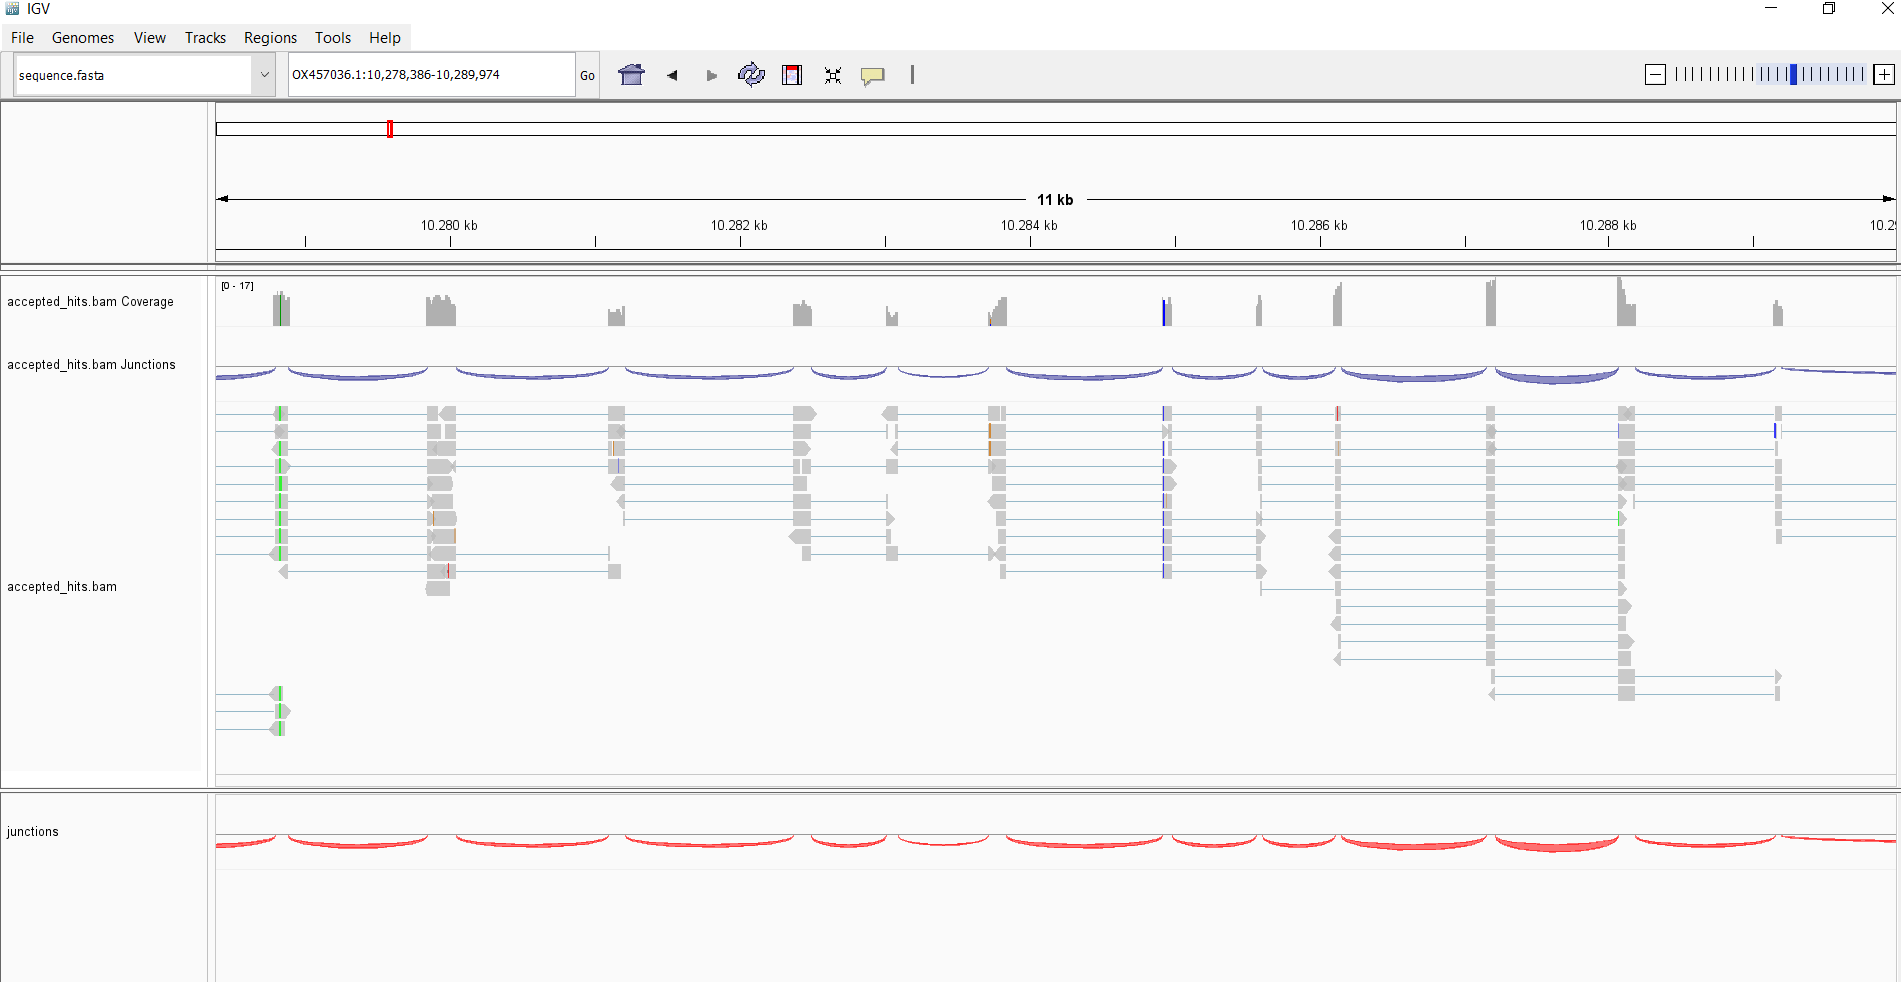 IGV
File Genomes View Tracks Regions Tools Help
sequence.fasta OX457036.1:10,278,386-10,289,974 Go
11 kb
10.280 kb 10.282 kb 10.284 kb 10.286 kb 10.288 kb 10.29
[0 - 17]
accepted_hits.bam Coverage
accepted_hits.bam Junctions
accepted_hits.bam
junctions